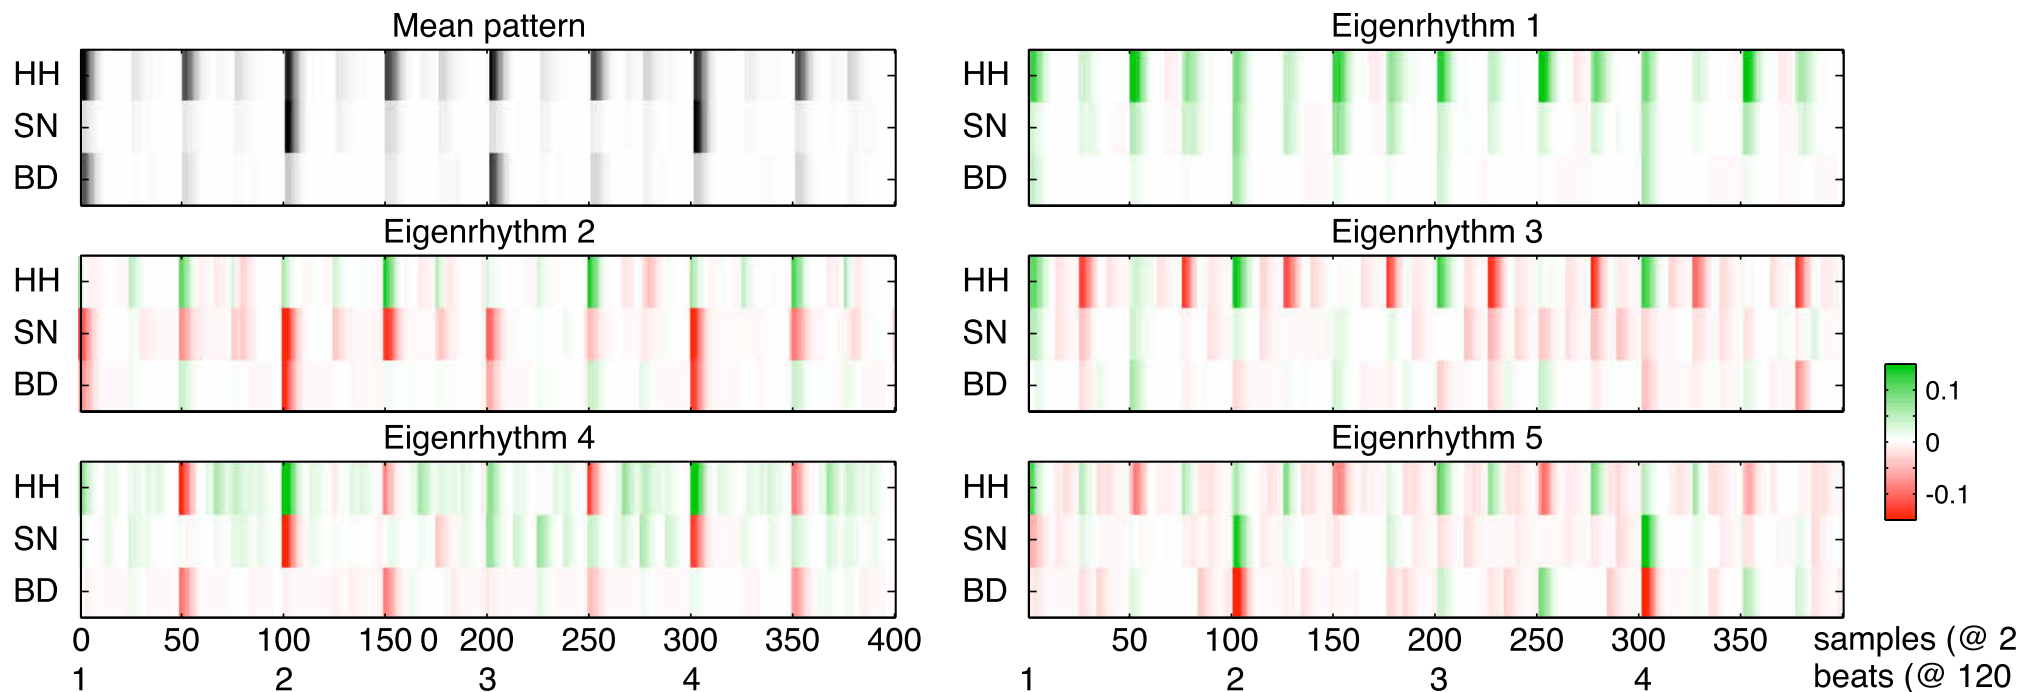 Mean pattern
Eigenrhythm 1
HH
SN
BD
HH
SN
BD
Eigenrhythm 2
Eigenrhythm 3
HH
SN
BD
HH
SN
BD
0.1
0
-0.1
Eigenrhythm 4
Eigenrhythm 5
HH
SN
BD
HH
SN
BD
0 50 100 150 0 200 250 300 350 400
50 100 150 200 250 300 350 samples (@ 2
1 2 3 4
1 2 3 4 beats (@ 120